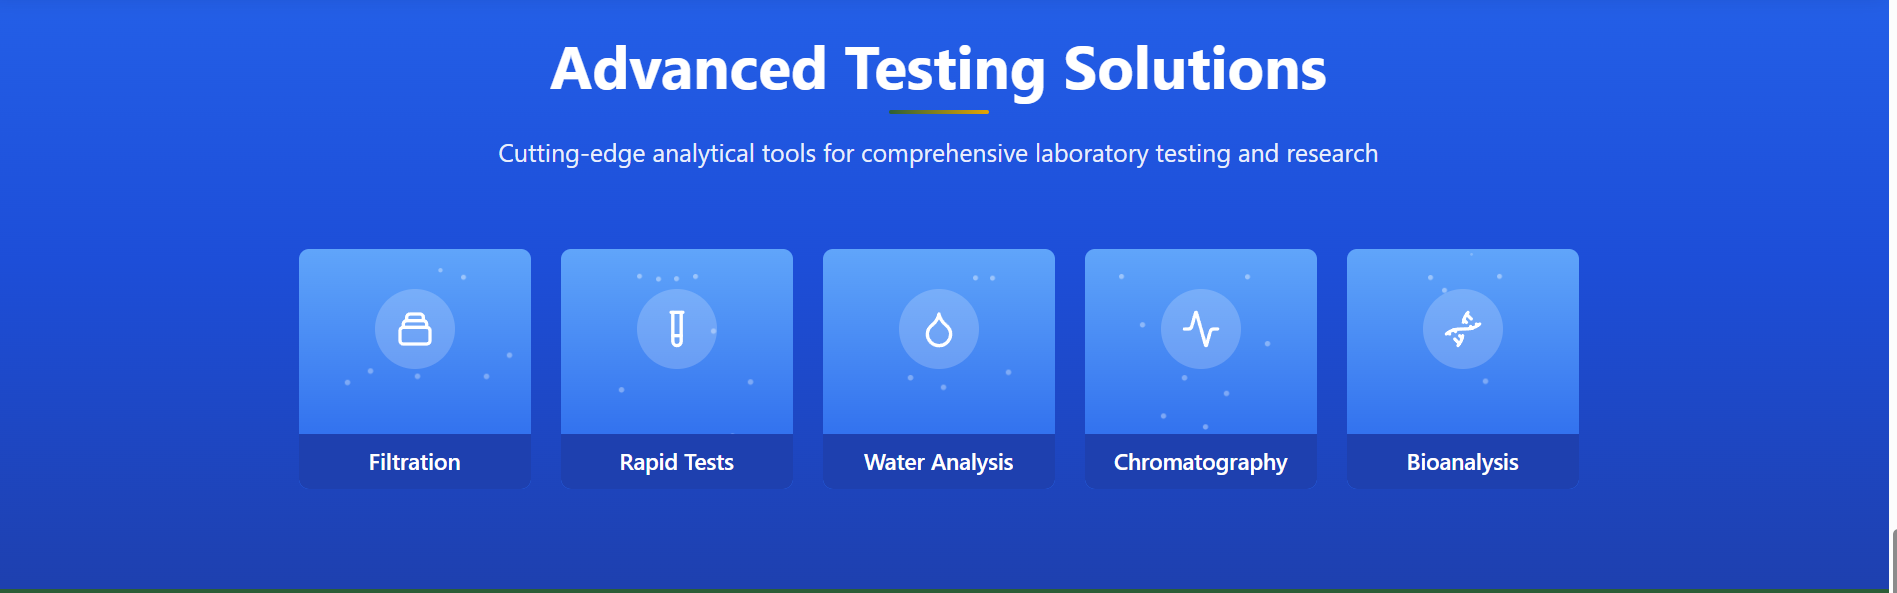 Advanced Testing Solutions
Cutting-edge analytical tools for comprehensive laboratory testing and research
Filtration
Rapid Tests
Water Analysis
Chromatography
Bioanalysis